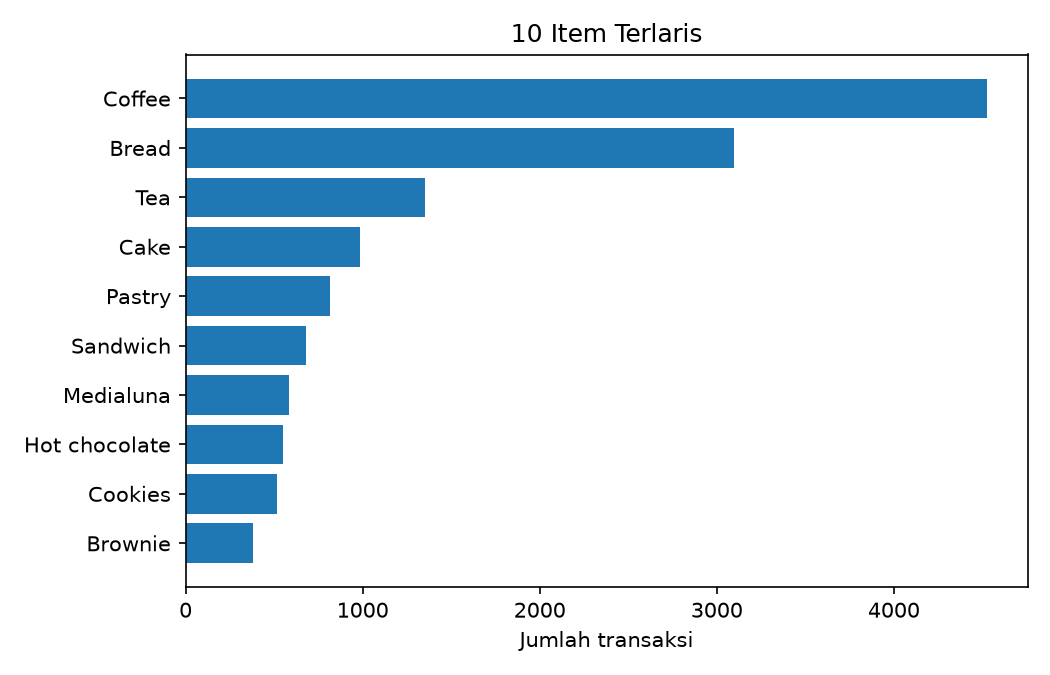 10 Item Terlaris
Coffee
Bread
Tea
Cake
Pastry
Sandwich
Medialuna
Hot chocolate
Cookies
Brownie
0 1000 2000 3000 4000
Jumlah transaksi